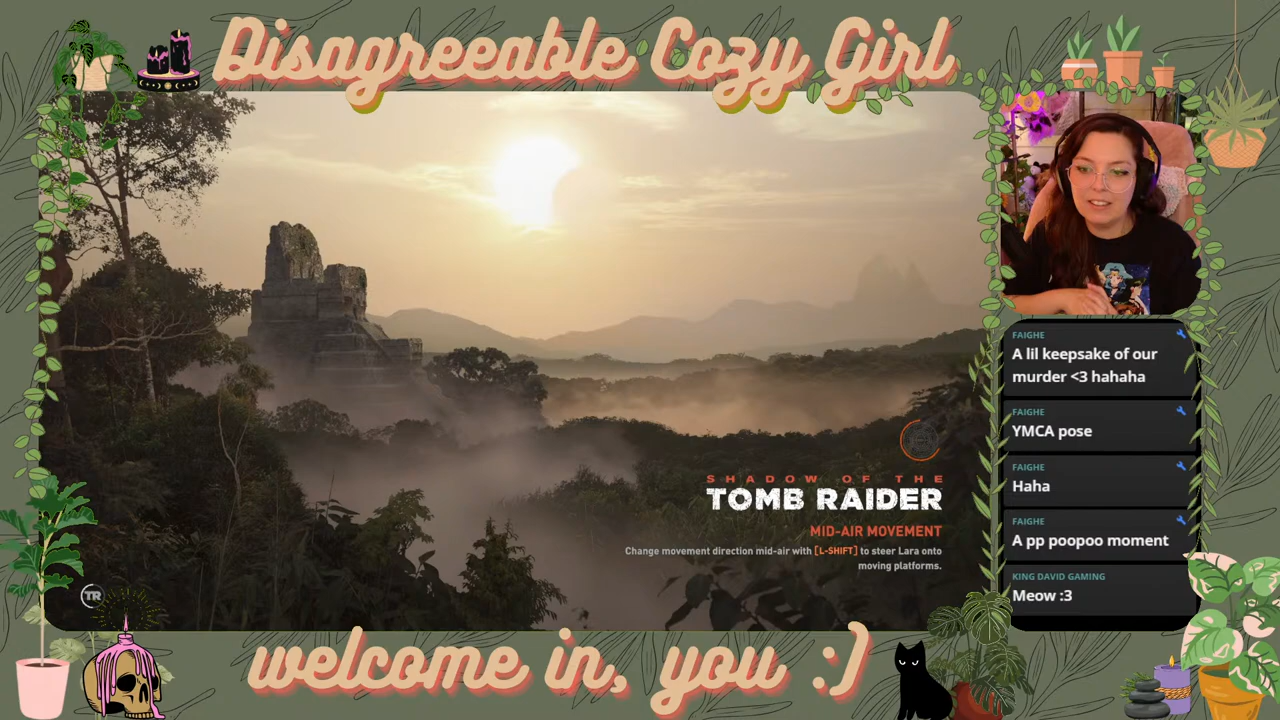 Disagreeable Cozy Girl
SHADOW OF THE
TOMB RAIDER
MID-AIR MOVEMENT
Change movement direction mid-air with [L-SHIFT] to steer Lara onto
moving platforms.
TR
FAIGHE
A lil keepsake of our
murder <3 hahaha
FAIGHE
YMCA pose
FAIGHE
Haha
FAIGHE
A pp poopoo moment
KING DAVID GAMING
Meow :3
welcome in, you :)